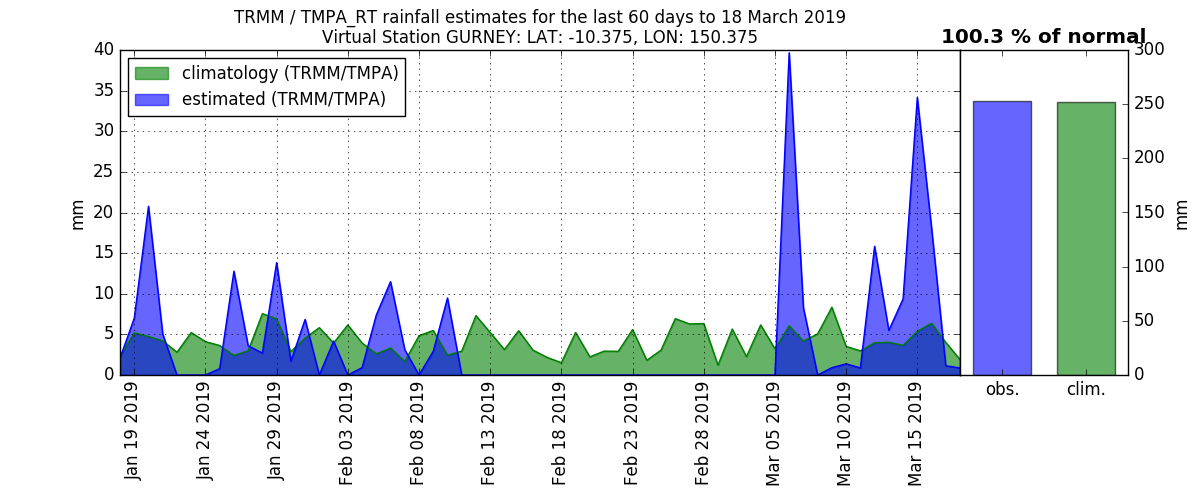 TRMM / TMPA_RT rainfall estimates for the last 60 days to 18 March 2019
Virtual Station GURNEY: LAT: -10.375, LON: 150.375
100.3 % of normal
climatology (TRMM/TMPA)
estimated (TRMM/TMPA)
mm
40
35
30
25
20
15
10
5
0
Jan 19 2019
Jan 24 2019
Jan 29 2019
Feb 03 2019
Feb 08 2019
Feb 13 2019
Feb 18 2019
Feb 23 2019
Feb 28 2019
Mar 05 2019
Mar 10 2019
Mar 15 2019
obs.
clim.
300
250
200
150
100
50
0
mm